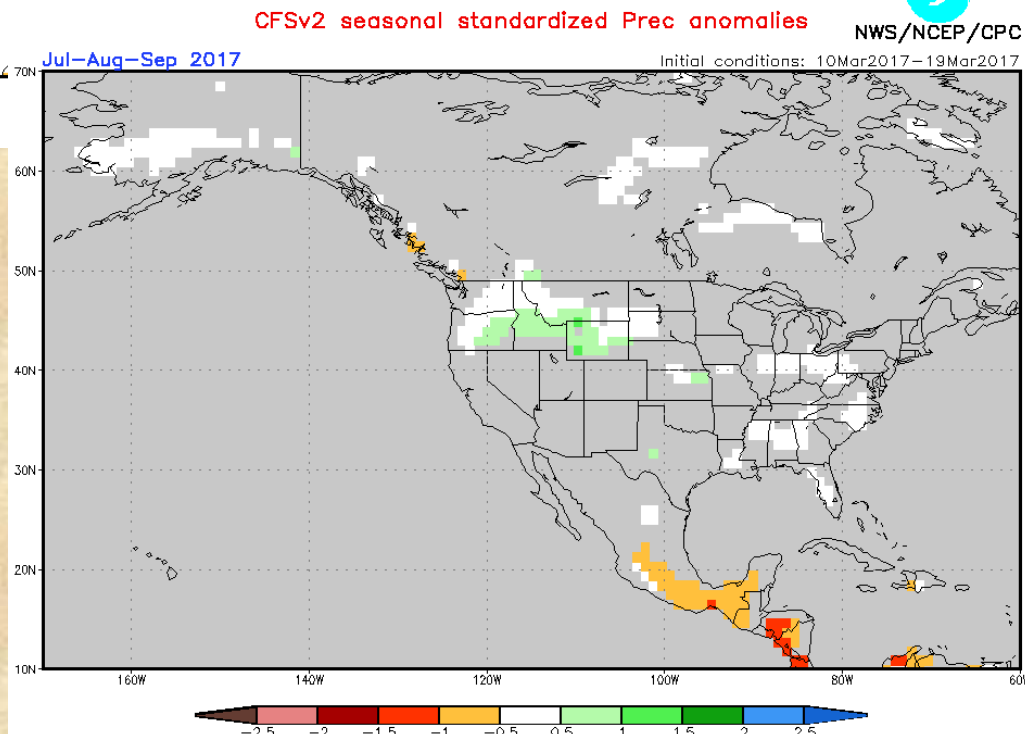 CFSv2 seasonal standardized Prec anomalies
NWS/NCEP/CPC
Jul-Aug-Sep 2017
Initial conditions: 10Mar2017-19Mar2017
70N
60N
50N
40N
30N
20N
10N
160W 140W 120W 100W 80W 60
-2.5 -2 -1.5 -1 -0.5 0.5 1 1.5 2 2.5